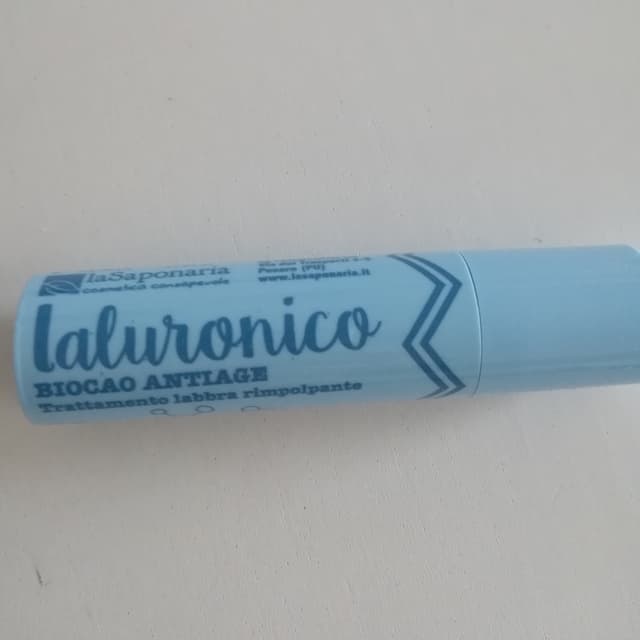 laSaponaria
cosmetica consapevole
Pesaro (PU)
www.lasaponaria.it
Ialuronico
BIOCAO ANTIAGE
Trattamento labbra rimpolpante